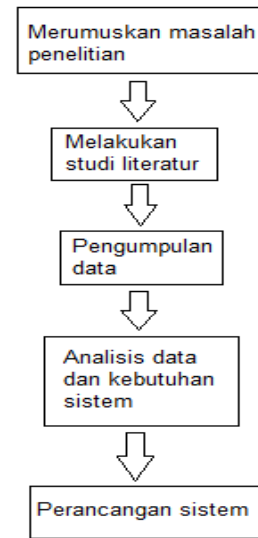 Merumuskan masalah
penelitian
Melakukan
studi literatur
Pengumpulan
data
Analisis data
dan kebutuhan
sistem
Perancangan sistem